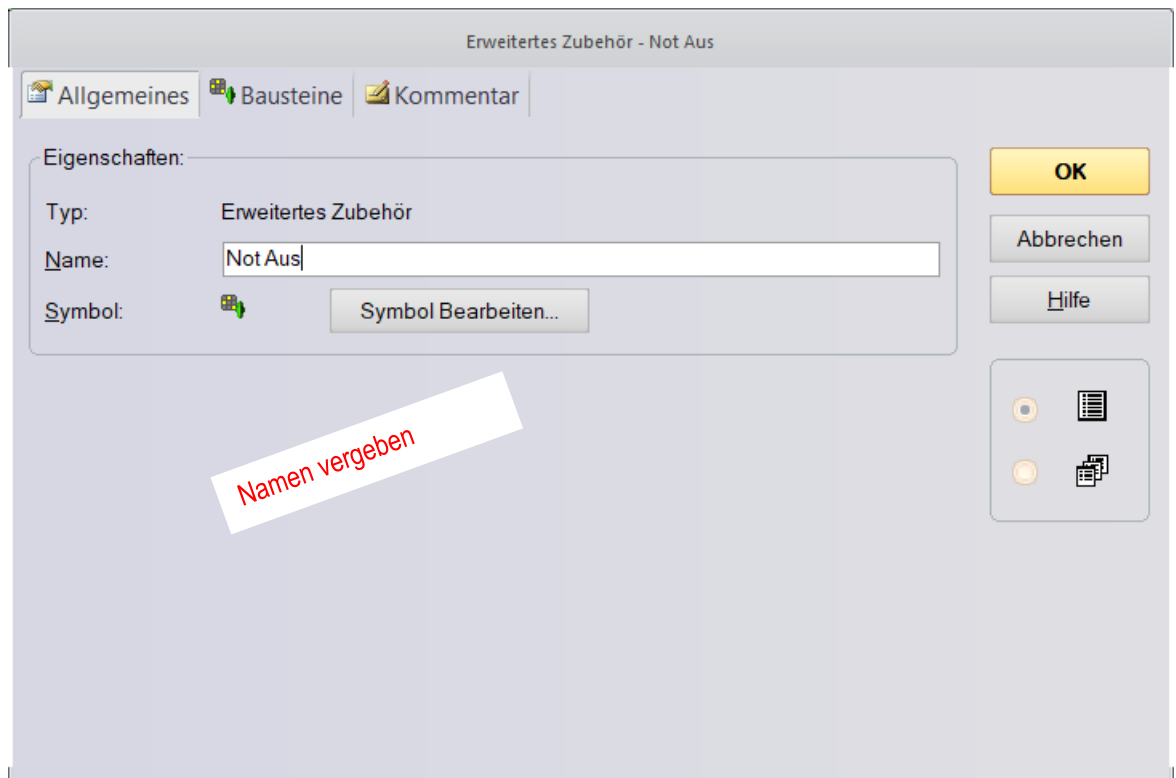 Erweitertes Zubehör - Not Aus
Allgemeines Bausteine Kommentar
Eigenschaften:
Typ: Erweitertes Zubehör
Name: Not Aus
Symbol: Symbol Bearbeiten...
OK
Abbrechen
Hilfe
Namen vergeben